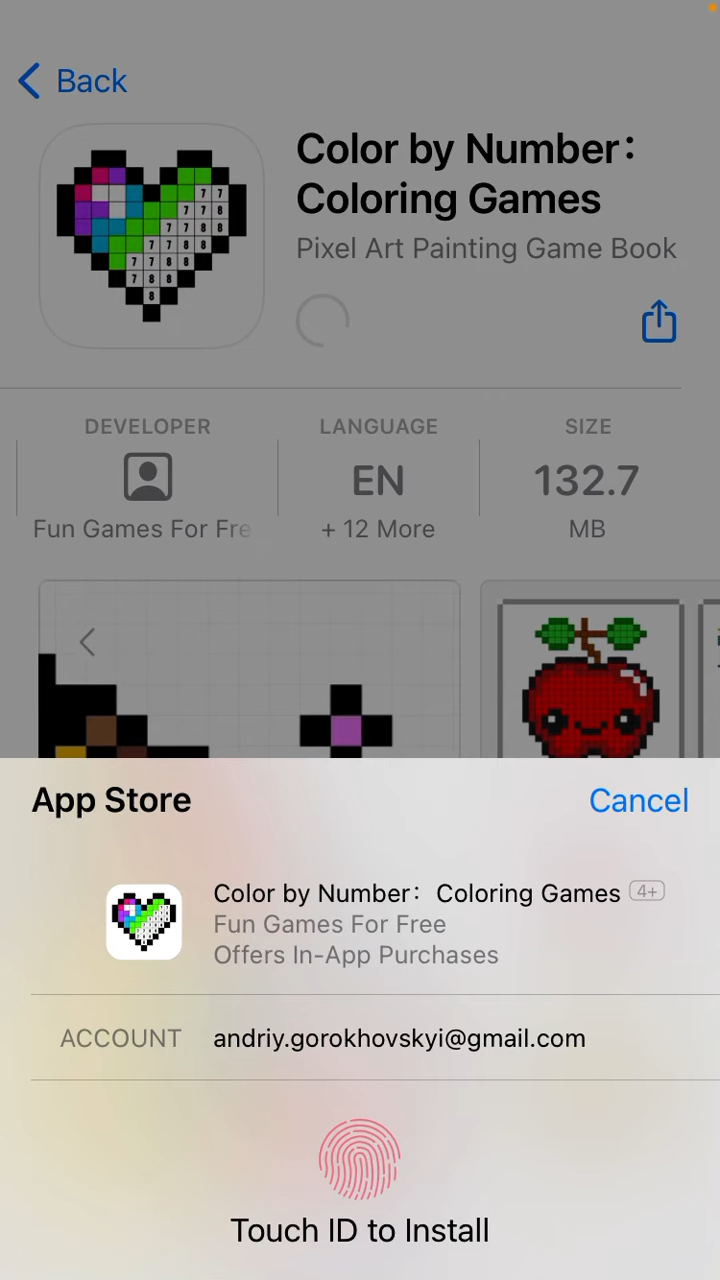 Back
Color by Number:
Coloring Games
Pixel Art Painting Game Book
DEVELOPER
LANGUAGE
SIZE
EN
132.7
Fun Games For Fre
+ 12 More
MB
App Store
Cancel
Color by Number: Coloring Games 4+
Fun Games For Free
Offers In-App Purchases
ACCOUNT
andriy.gorokhovskyi@gmail.com
Touch ID to Install